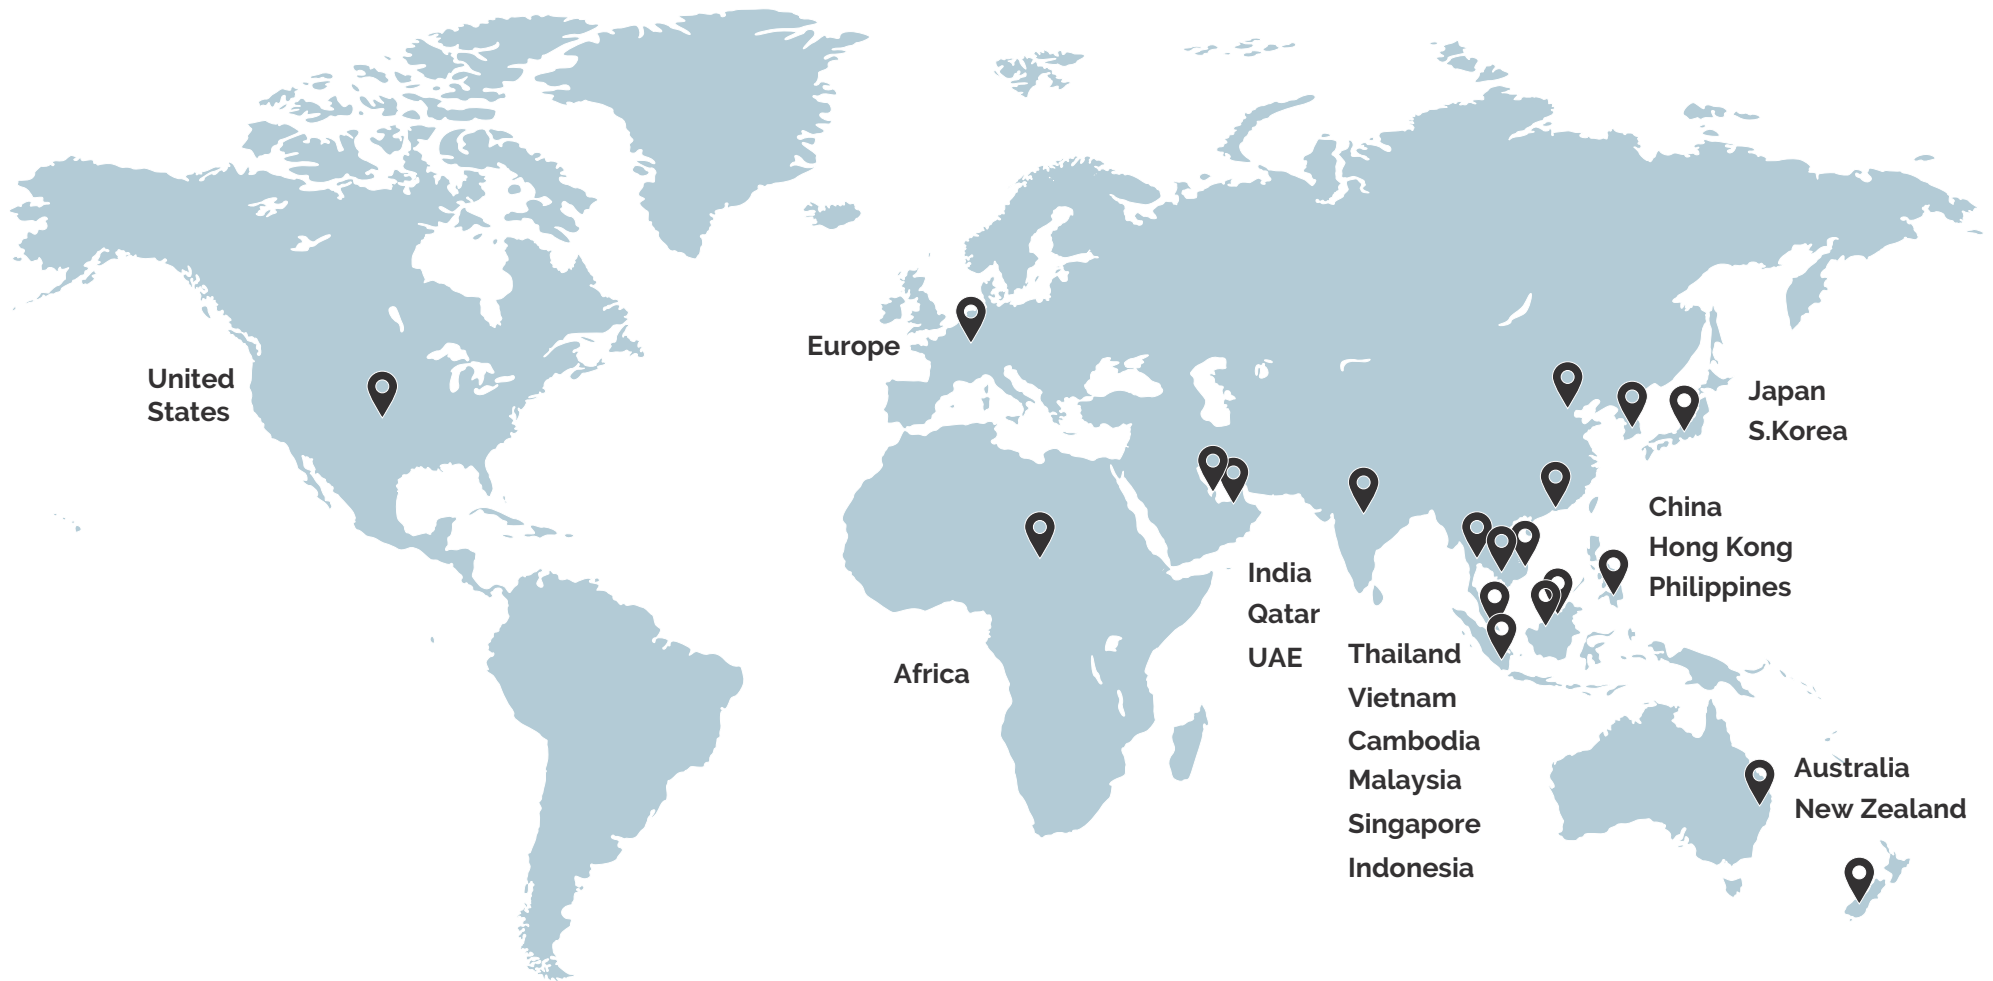 United
States
Europe
Africa
India
Qatar
UAE
Thailand
Vietnam
Cambodia
Malaysia
Singapore
Indonesia
Japan
S.Korea
China
Hong Kong
Philippines
Australia
New Zealand